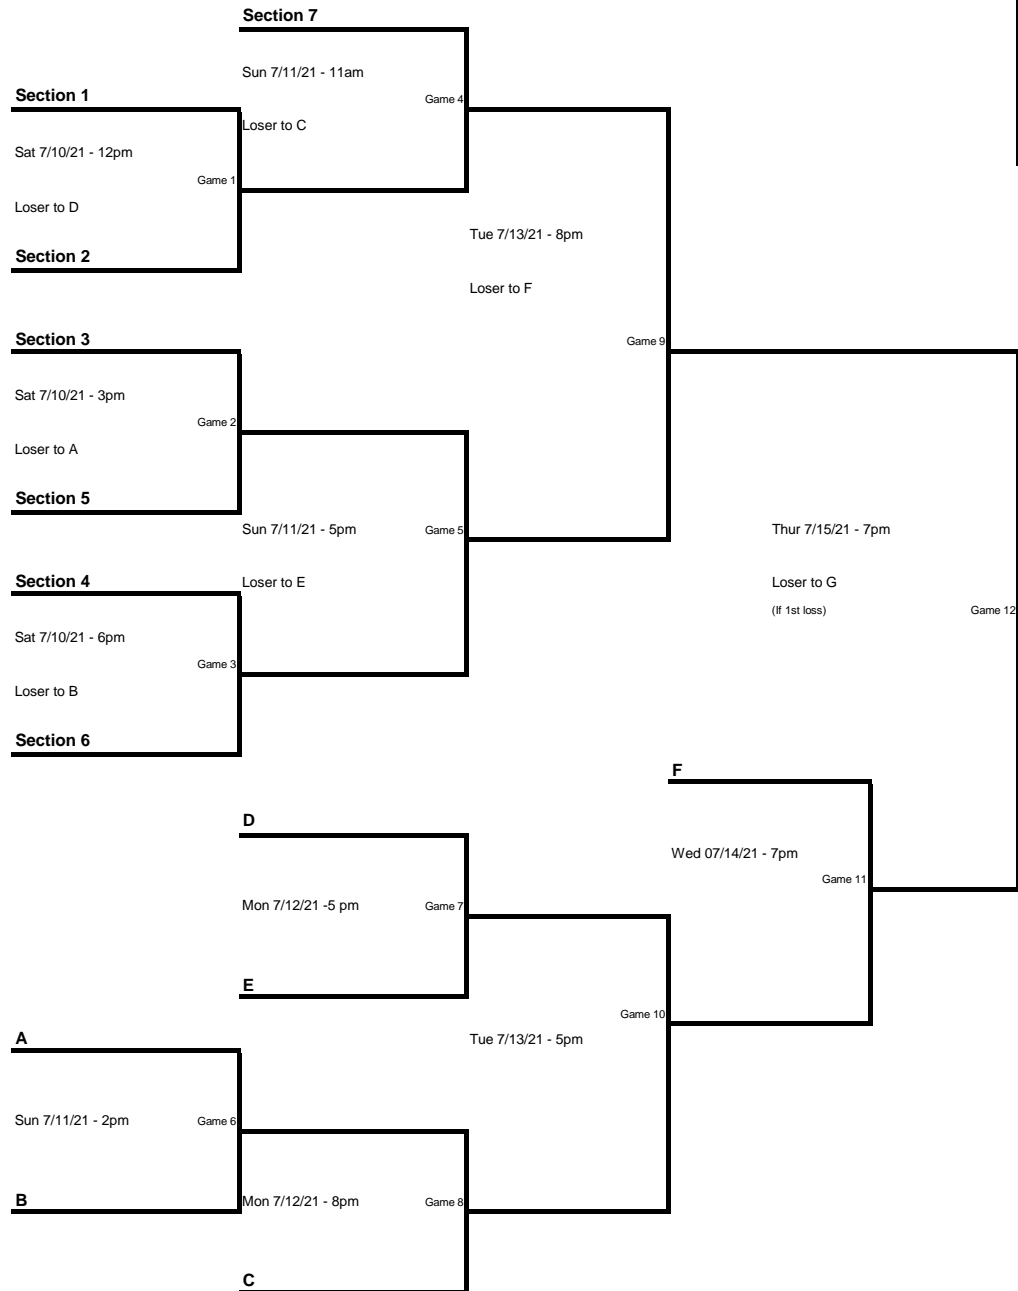 Section 7
Sun 7/11/21 - 11am
Section 1
Game 4
Loser to C
Sat 7/10/21 - 12pm
Game 1
Loser to D
Tue 7/13/21 - 8pm
Section 2
Loser to F
Section 3
Game 9
Sat 7/10/21 - 3pm
Game 2
Loser to A
Section 5
Sun 7/11/21 - 5pm
Game 5
Thur 7/15/21 - 7pm
Section 4
Loser to E
Loser to G
(If 1st loss)
Game 12
Sat 7/10/21 - 6pm
Game 3
Loser to B
Section 6
F
D
Wed 07/14/21 - 7pm
Game 11
Mon 7/12/21 -5 pm
Game 7
E
Game 10
A
Tue 7/13/21 - 5pm
Sun 7/11/21 - 2pm
Game 6
B
Mon 7/12/21 - 8pm
Game 8
C